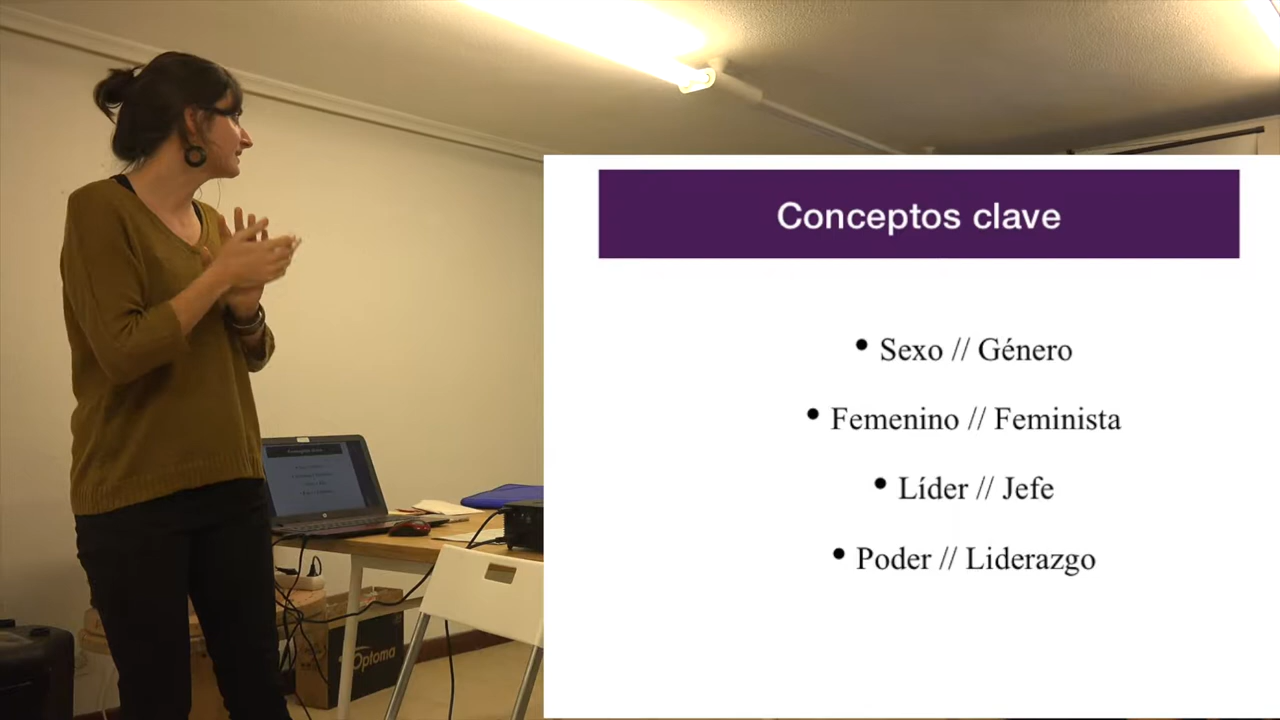 Conceptos clave
• Sexo // Género
• Femenino // Feminista
• Líder // Jefe
• Poder // Liderazgo
Optoma